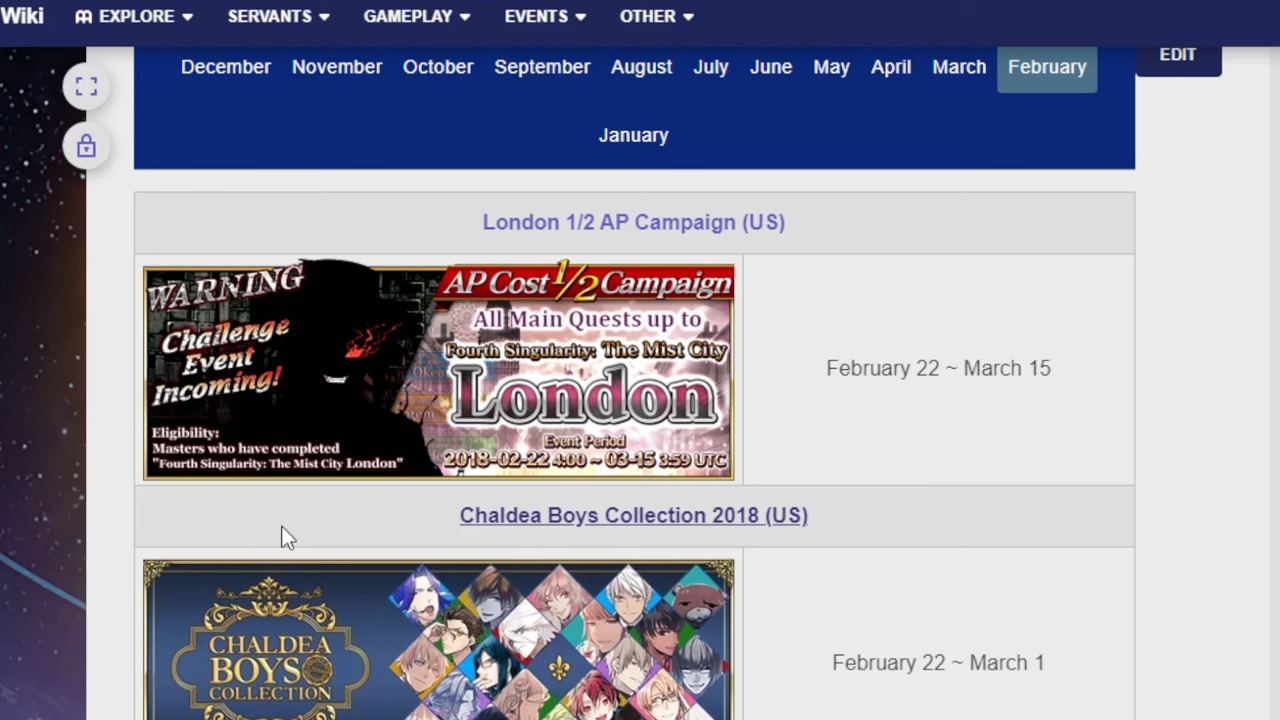 Wiki EXPLORE SERVANTS GAMEPLAY EVENTS OTHER
December November October September August July June May April March February
EDIT
January
London 1/2 AP Campaign (US)
WARNING
Challenge
Event
Incoming!
Eligibility:
Masters who have completed
"Fourth Singularity: The Mist City London"
AP Cost 1/2 Campaign
All Main Quests up to
Fourth Singularity: The Mist City
London
Event Period
2018-02-22 4:00 ~ 03-15 3:59 UTC
February 22 ~ March 15
Chaldea Boys Collection 2018 (US)
CHALDEA
BOYS
COLLECTION
February 22 ~ March 1